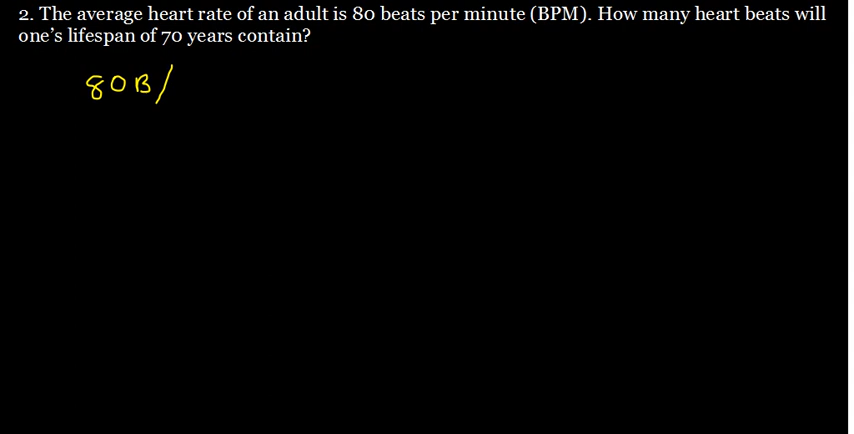 2. The average heart rate of an adult is 80 beats per minute (BPM). How many heart beats will
one’s lifespan of 70 years contain?
80B/